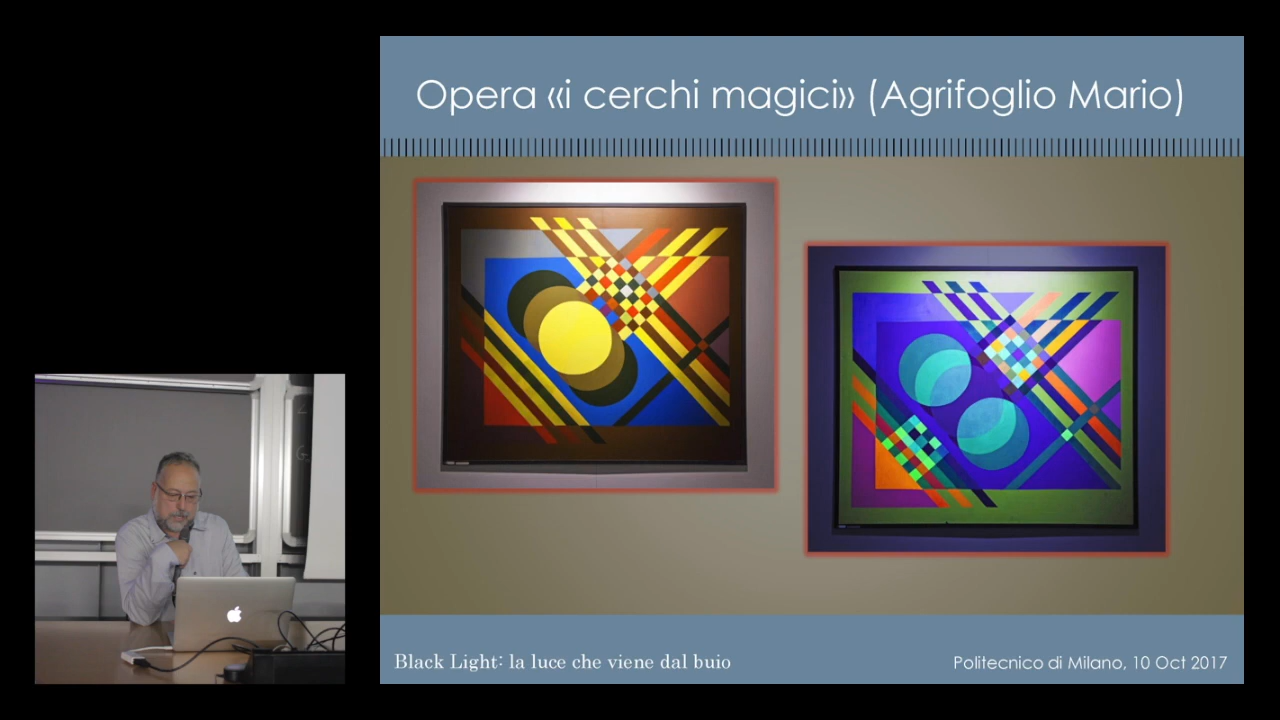 Opera «i cerchi magici» (Agrifoglio Mario)
Black Light: la luce che viene dal buio
Politecnico di Milano, 10 Oct 2017